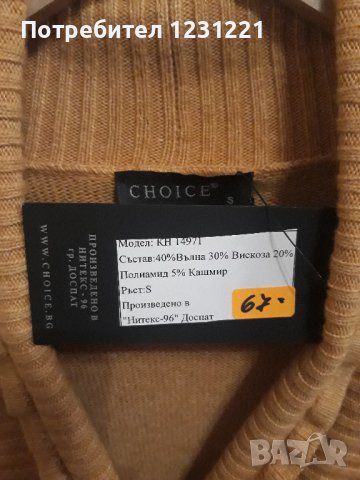 Потребител 1231221
CHOICE®
S
Модел: КН 14971
Състав:40%Вълна 30% Вискоза 20%
Полиамид 5% Кашмир
Ръст:S
Произведено в
"Нитекс-96" Доспат
67.-
ПРОИЗВЕДЕНО В
НИТЕКС-96
гр. ДОСПАТ
WWW.CHOICE.BG
BAZAR